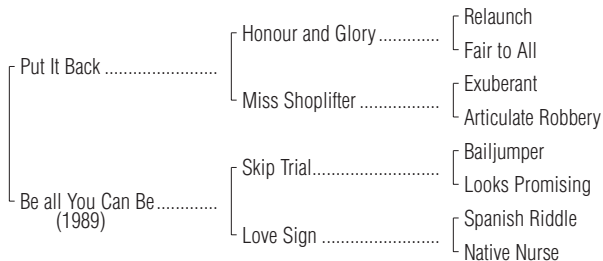 Relaunch
Honour and Glory.............
Fair to All
Put It Back ........................
Exuberant
Miss Shoplifter .................
Articulate Robbery
Bailjumper
Skip Trial...........................
Looks Promising
Be all You Can Be.............
(1989)
Spanish Riddle
Love Sign .........................
Native Nurse